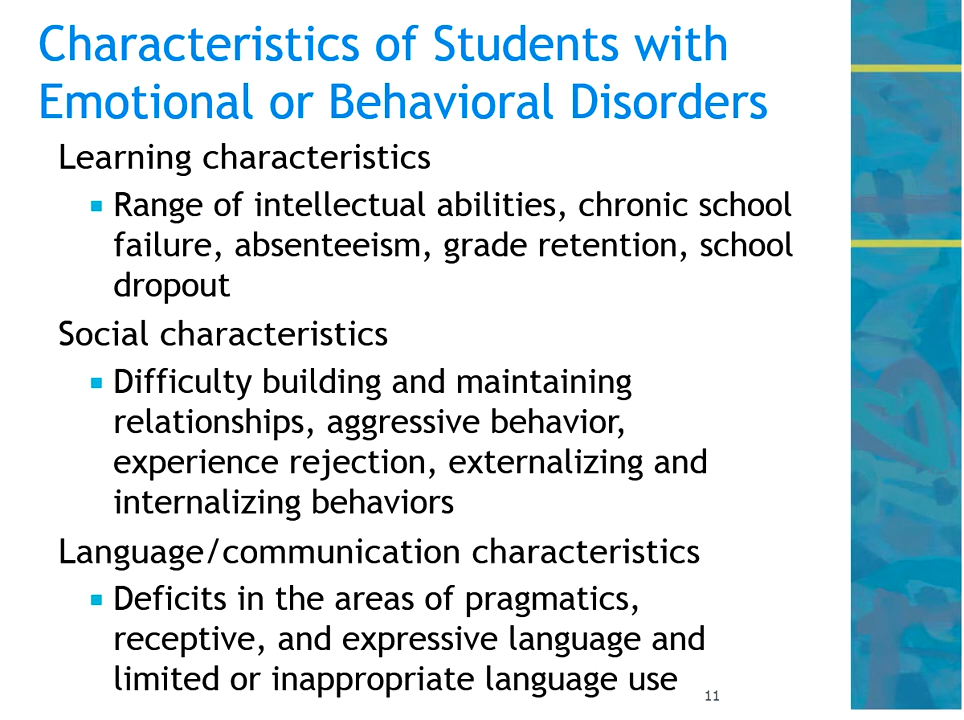 Characteristics of Students with
Emotional or Behavioral Disorders
Learning characteristics
Range of intellectual abilities, chronic school
failure, absenteeism, grade retention, school
dropout
Social characteristics
Difficulty building and maintaining
relationships, aggressive behavior,
experience rejection, externalizing and
internalizing behaviors
Language/communication characteristics
Deficits in the areas of pragmatics,
receptive, and expressive language and
limited or inappropriate language use
11